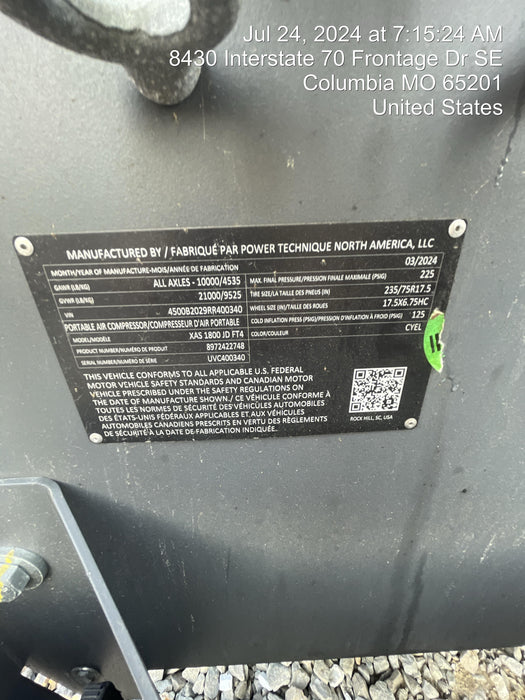 Jul 24, 2024 at 7:15:24 AM
8430 Interstate 70 Frontage Dr SE
Columbia MO 65201
United States
MANUFACTURED BY / FABRIQUÉ PAR POWER TECHNIQUE NORTH AMERICA, LLC
MONTH/YEAR OF MANUFACTURE-MOIS/ANNÉE DE FABRICATION 03/2024
GAWR (LB/KG) ALL AXLES - 10000/4535
GVWR (LB/KG) 21000/9525
VIN 4500B2029RR400340
PORTABLE AIR COMPRESSOR/COMPRESSEUR D'AIR PORTABLE
MODEL/MODÈLE XAS 1800 JD FT4
PRODUCT NUMBER/NUMÉRO DE PRODUIT 8972422748
SERIAL NUMBER/NUMÉRO DE SÉRIE UVC400340
MAX. FINAL PRESSURE/PRESSION FINALE MAXIMALE (PSIG) 225
TIRE SIZE/LA TAILLE DES PNEUS (IN) 235/75R17.5
WHEEL SIZE (IN)/TAILLE DES ROUES 17.5X6.75HC
COLD INFLATION PRESS (PSIG)/PRESSION D'INFLATION À FROID (PSIG) 125
COLOR/COULEUR CYEL
THIS VEHICLE CONFORMS TO ALL APPLICABLE U.S. FEDERAL
MOTOR VEHICLE SAFETY STANDARDS AND CANADIAN MOTOR
VEHICLE PRESCRIBED UNDER THE SAFETY REGULATIONS ON
THE DATE OF MANUFACTURE SHOWN./ CE VÉHICULE CONFORME À
TOUTES LES NORMES DE SÉCURITÉ DES VÉHICULES AUTOMOBILES
DES ÉTATS-UNIS FÉDÉRAUX APPLICABLES ET AUX VÉHICULES
AUTOMOBILES CANADIENS PRESCRITS EN VERTU DES RÈGLEMENTS
DE SÉCURITÉ À LA DATE DE FABRICATION INDIQUÉE.
ROCK HILL, SC, USA